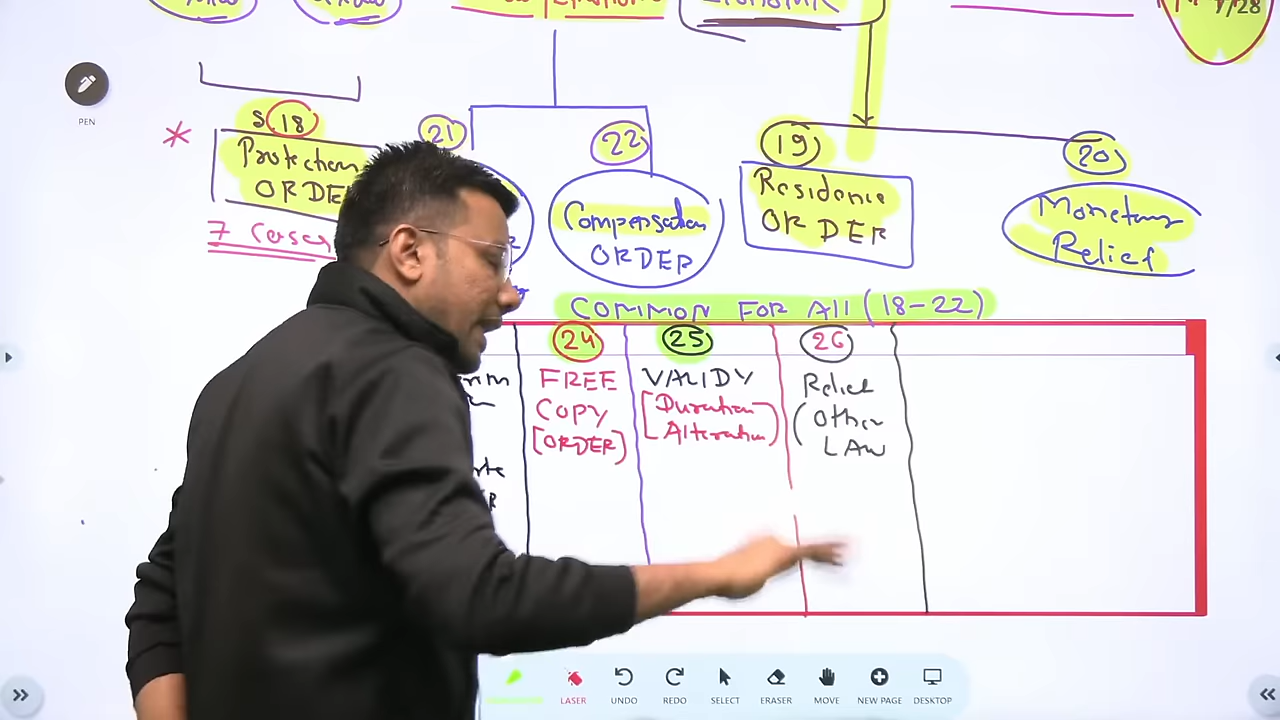 7/28
PEN
S 18
21
22
19
20
Protection
ORDER
Compensation
ORDER
Residence
ORDER
Monetary
Relief
7 Cases
COMMON FOR All (18-22)
24
25
26
FREE
COPY
[ORDER]
VALIDY
[Duration
Alteration]
Relief
(Other
LAW
LASER
UNDO
REDO
SELECT
ERASER
MOVE
NEW PAGE
DESKTOP